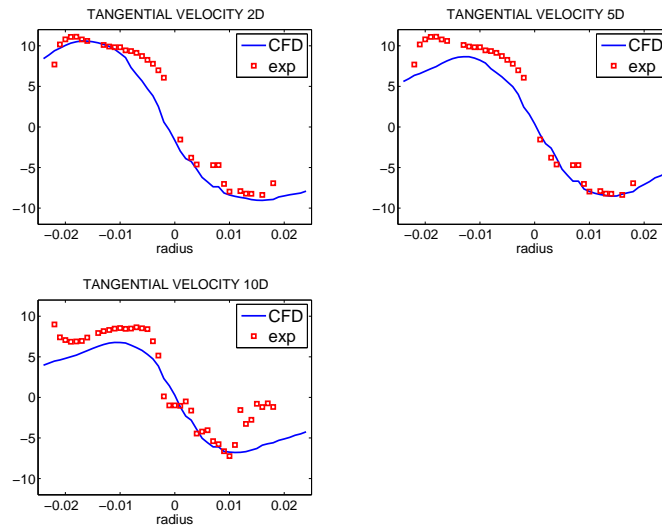 TANGENTIAL VELOCITY 2D
10
5
0
−5
−10
−0.02 −0.01 0 0.01 0.02
radius
CFD
exp
TANGENTIAL VELOCITY 5D
10
5
0
−5
−10
−0.02 −0.01 0 0.01 0.02
radius
CFD
exp
TANGENTIAL VELOCITY 10D
10
5
0
−5
−10
−0.02 −0.01 0 0.01 0.02
radius
CFD
exp